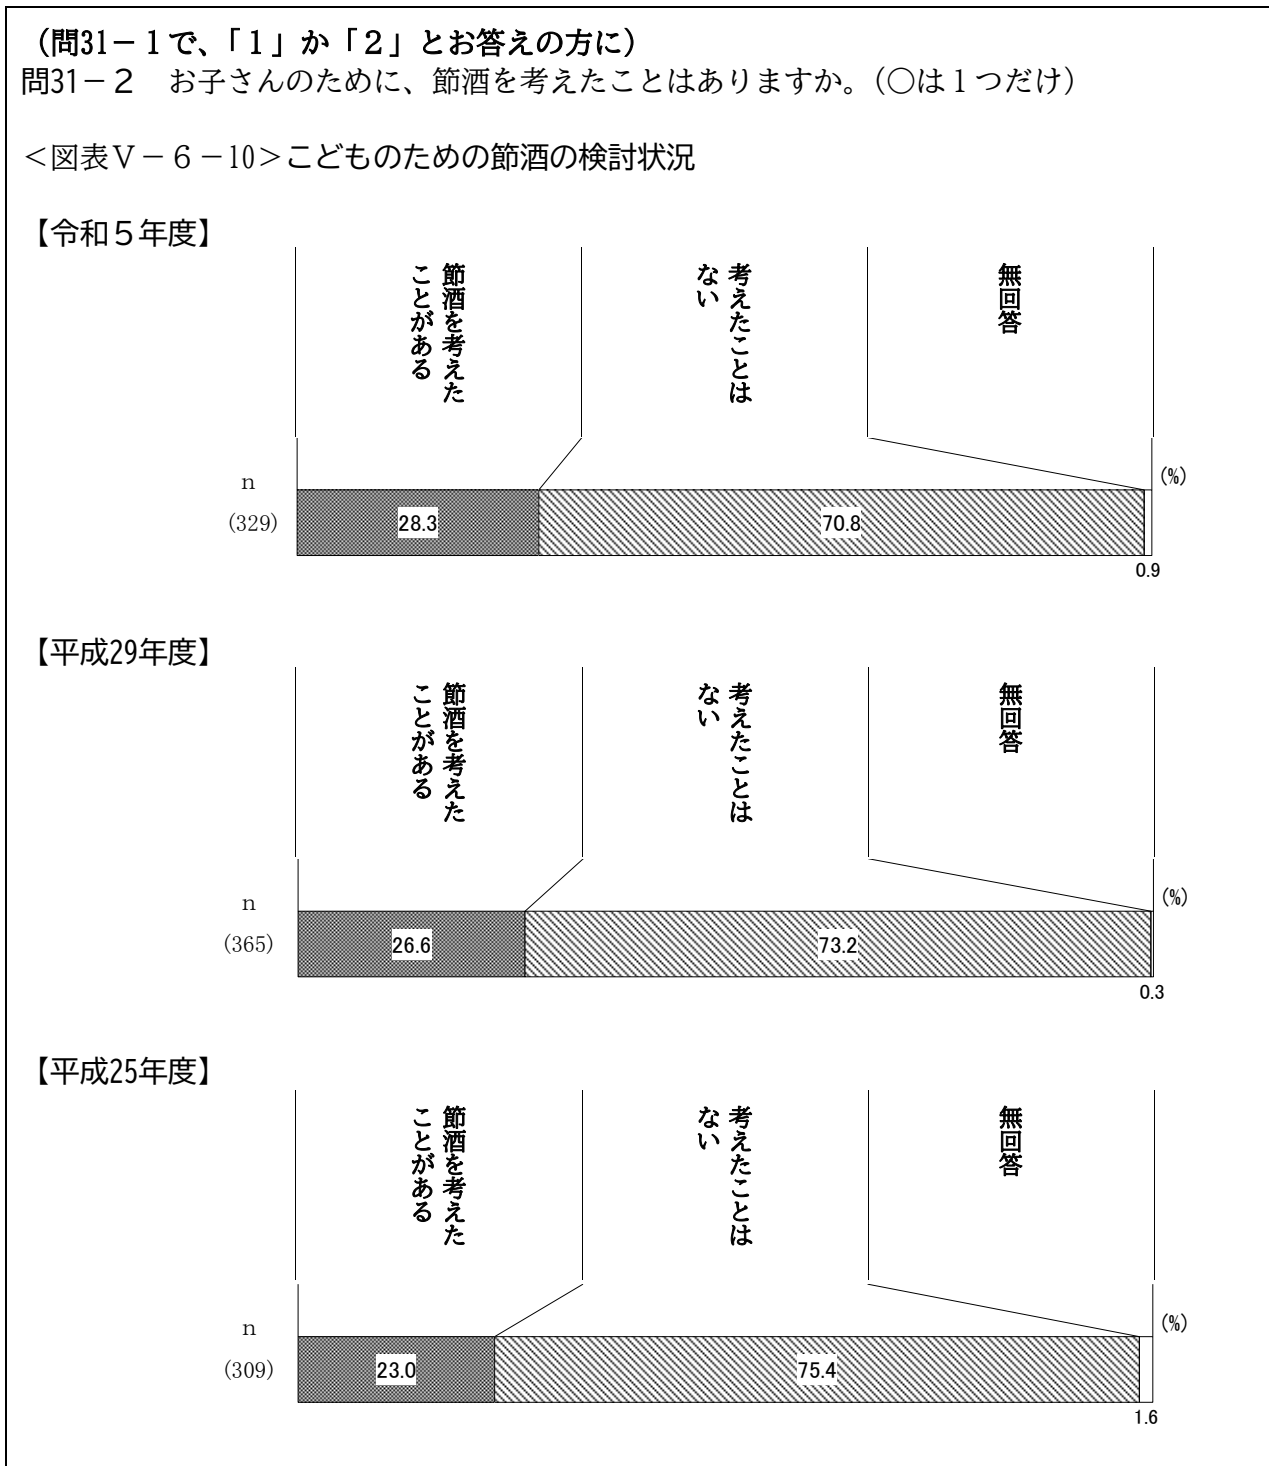 （問31－１で、「１」か「２」とお答えの方に）
問31－２　お子さんのために、節酒を考えたことはありますか。（○は１つだけ）
＜図表Ⅴ－６－10＞こどものための節酒の検討状況
【令和５年度】
節酒を考えた
ことがある
考えたことは
ない
無回答
n
(%)
(329)
28.3
70.8
0.9
【平成29年度】
節酒を考えた
ことがある
考えたことは
ない
無回答
n
(%)
(365)
26.6
73.2
0.3
【平成25年度】
節酒を考えた
ことがある
考えたことは
ない
無回答
n
(%)
(309)
23.0
75.4
1.6